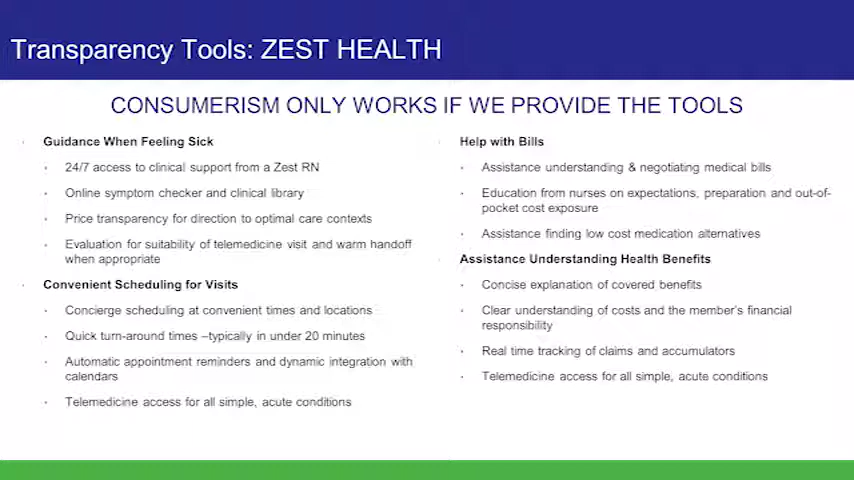 Transparency Tools: ZEST HEALTH
CONSUMERISM ONLY WORKS IF WE PROVIDE THE TOOLS
Guidance When Feeling Sick
24/7 access to clinical support from a Zest RN
Online symptom checker and clinical library
Price transparency for direction to optimal care contexts
Evaluation for suitability of telemedicine visit and warm handoff
when appropriate
Convenient Scheduling for Visits
Concierge scheduling at convenient times and locations
Quick turn-around times –typically in under 20 minutes
Automatic appointment reminders and dynamic integration with
calendars
Telemedicine access for all simple, acute conditions
Help with Bills
Assistance understanding & negotiating medical bills
Education from nurses on expectations, preparation and out-of-
pocket cost exposure
Assistance finding low cost medication alternatives
Assistance Understanding Health Benefits
Concise explanation of covered benefits
Clear understanding of costs and the member's financial
responsibility
Real time tracking of claims and accumulators
Telemedicine access for all simple, acute conditions